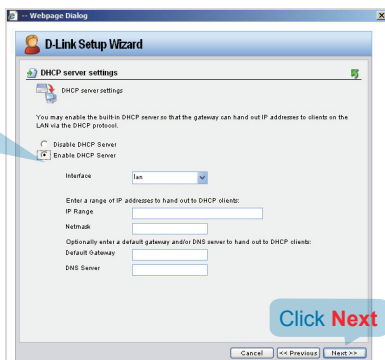 -- Webpage Dialog
D-Link Setup Wizard
DHCP server settings
DHCP server settings
You may enable the built-in DHCP server so that the gateway can hand out IP addresses to clients on the
LAN via the DHCP protocol.
Disable DHCP Server
Enable DHCP Server
Interface
lan
Enter a range of IP addresses to hand out to DHCP clients:
IP Range
Netmask
Optionally enter a default gateway and/or DNS server to hand out to DHCP clients:
Default Gateway
DNS Server
Click Next
Cancel << Previous Next >>